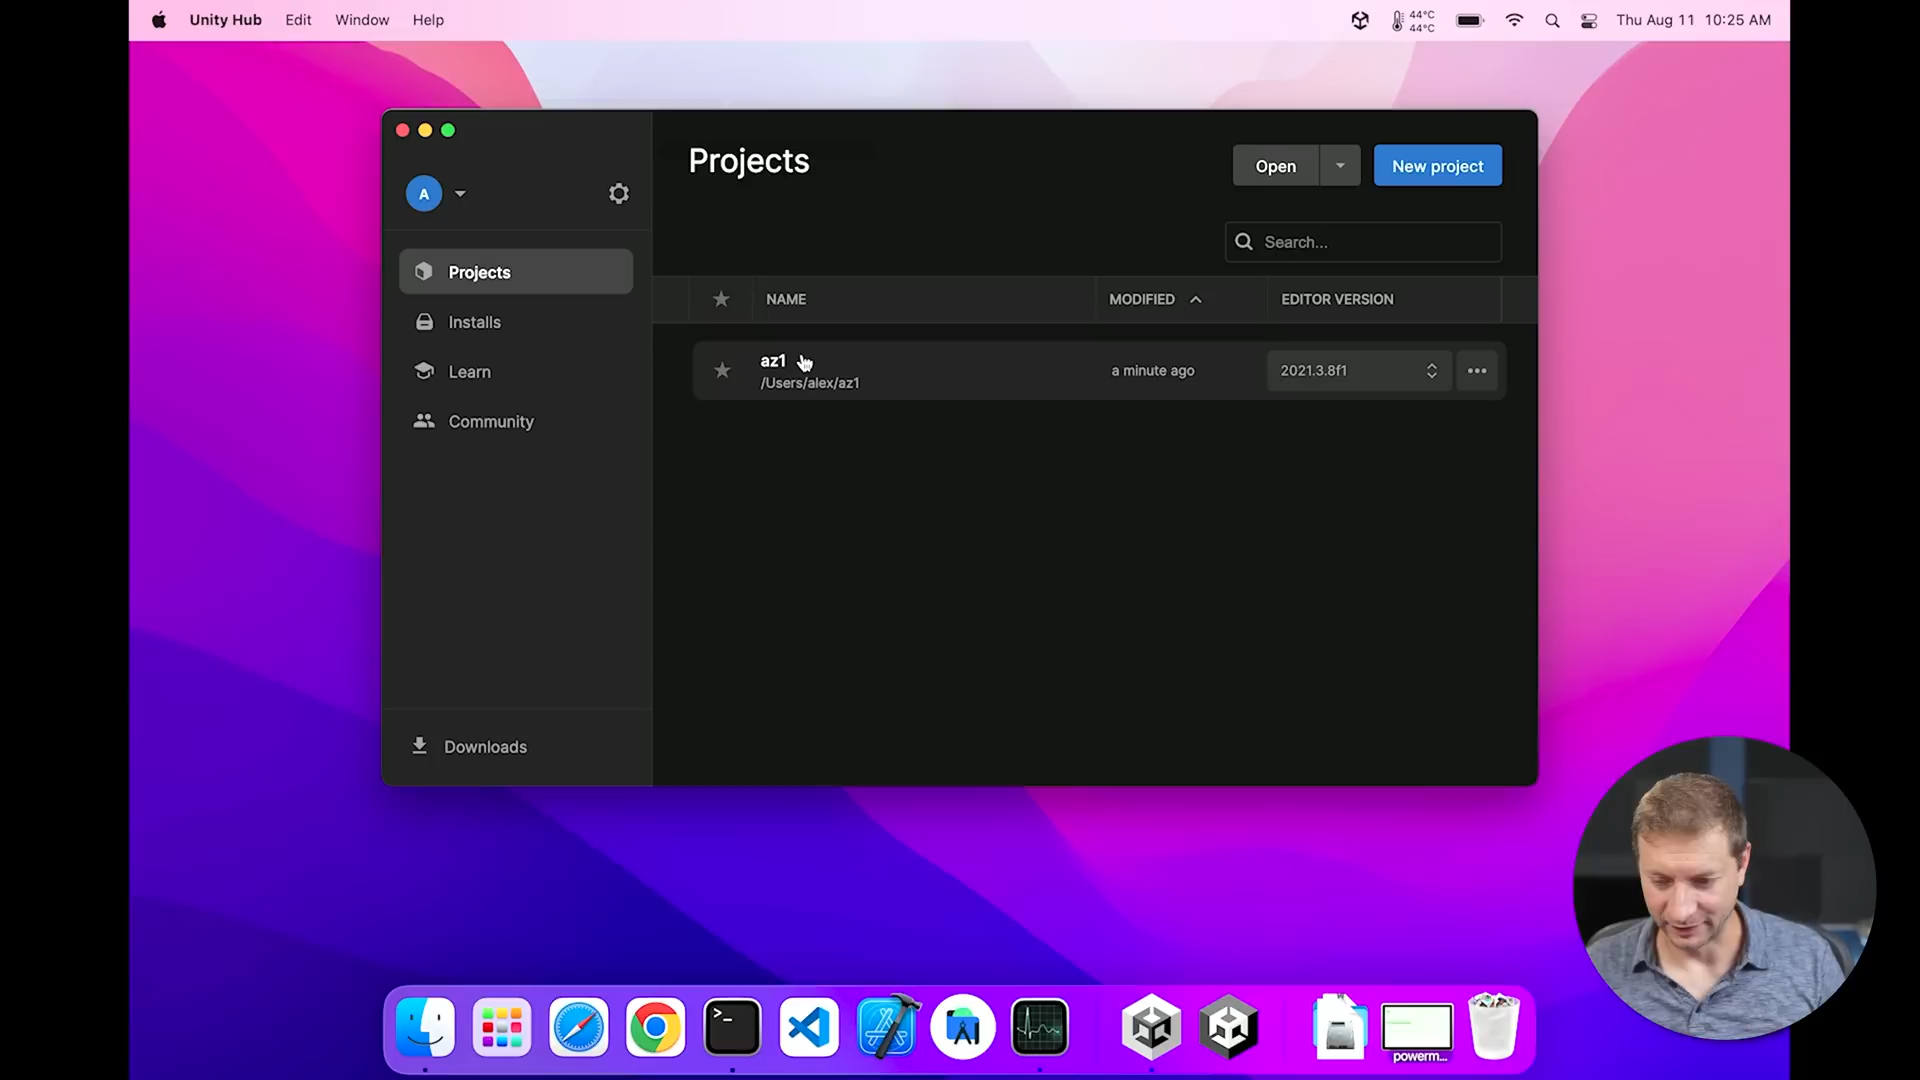 Unity Hub Edit Window Help
44°C
44°C
Thu Aug 11 10:25 AM
Projects
Open
New project
A
Search...
Projects
Installs
Learn
Community
NAME
MODIFIED
EDITOR VERSION
az1
/Users/alex/az1
a minute ago
2021.3.8f1
Downloads
>_
powerm...